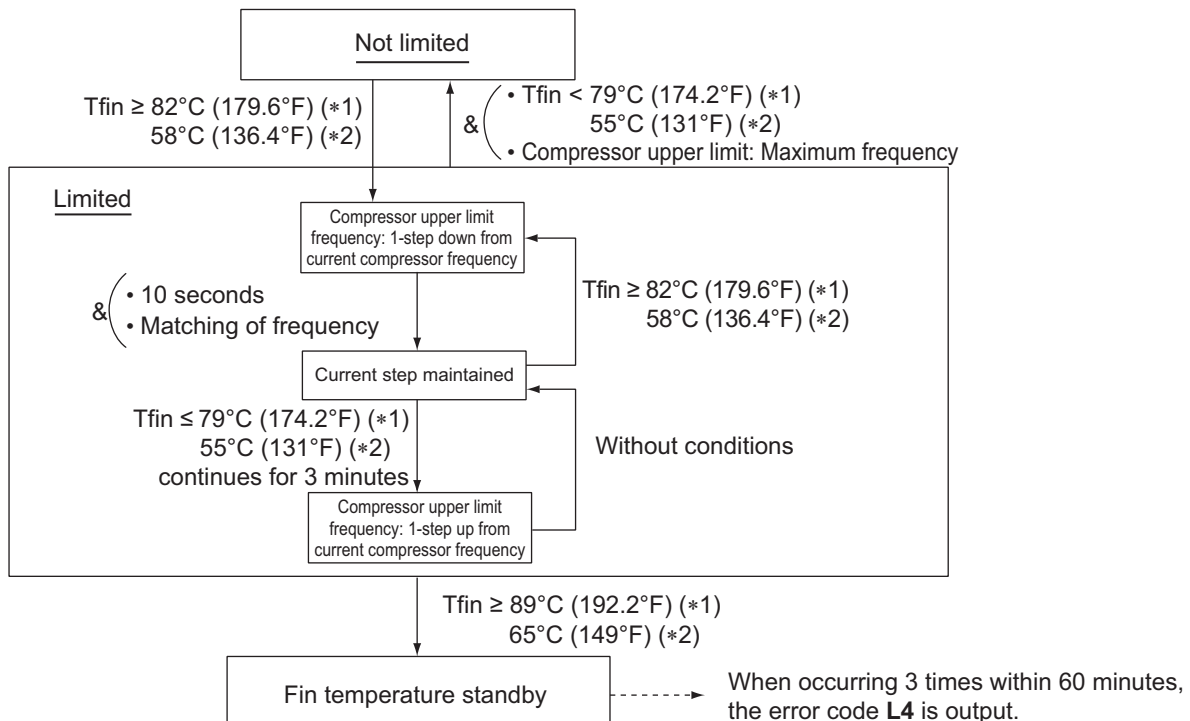 Not limited
Tfin ≥ 82°C (179.6°F) (*1)
58°C (136.4°F) (*2)
&
• Tfin < 79°C (174.2°F) (*1)
55°C (131°F) (*2)
• Compressor upper limit: Maximum frequency
Limited
Compressor upper limit
frequency: 1-step down from
current compressor frequency
&
• 10 seconds
• Matching of frequency
Tfin ≥ 82°C (179.6°F) (*1)
58°C (136.4°F) (*2)
Current step maintained
Tfin ≤ 79°C (174.2°F) (*1)
55°C (131°F) (*2)
continues for 3 minutes
Without conditions
Compressor upper limit
frequency: 1-step up from
current compressor frequency
Tfin ≥ 89°C (192.2°F) (*1)
65°C (149°F) (*2)
Fin temperature standby
When occurring 3 times within 60 minutes,
the error code L4 is output.